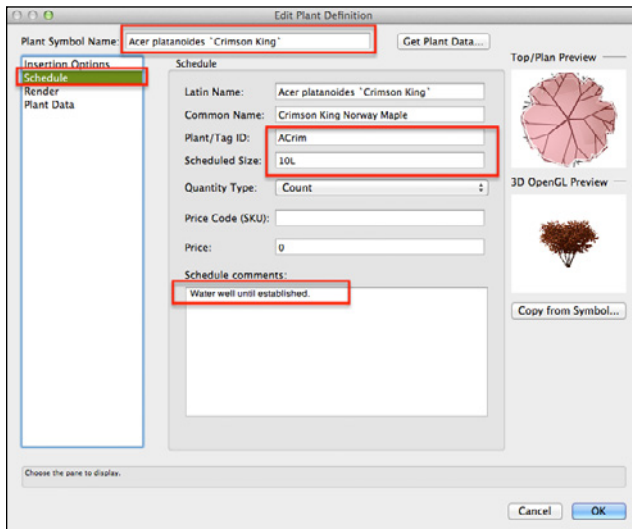 Edit Plant Definition
Plant Symbol Name: Acer platanoides `Crimson King` Get Plant Data...
Insertion Options
Schedule
Render
Plant Data
Schedule
Latin Name: Acer platanoides `Crimson King`
Common Name: Crimson King Norway Maple
Plant/Tag ID: ACrim
Scheduled Size: 10L
Quantity Type: Count
Price Code (SKU):
Price: 0
Schedule comments:
Water well until established.
Top/Plan Preview
3D OpenGL Preview
Copy from Symbol...
Choose the pane to display.
Cancel OK